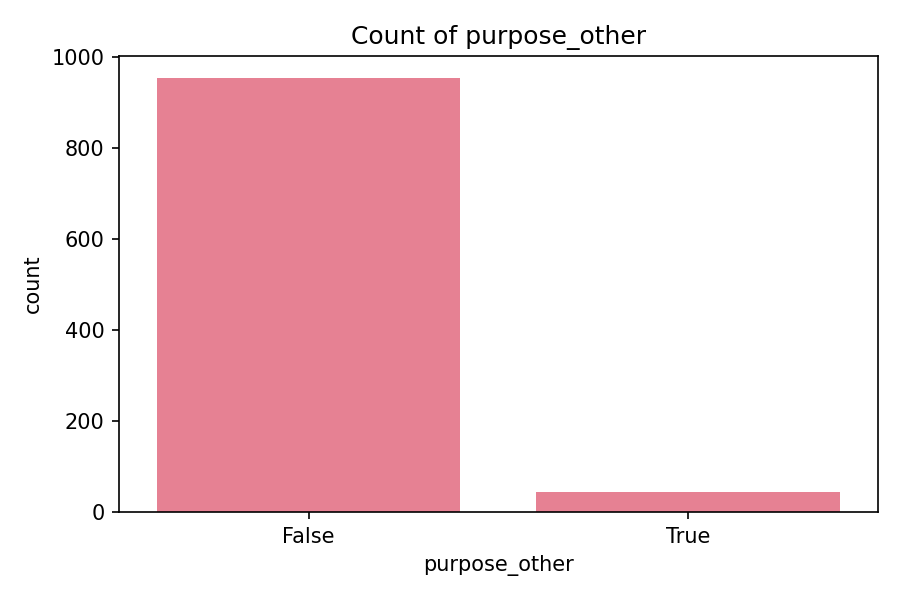 Count of purpose_other
1000
800
600
400
200
0
count
False
True
purpose_other